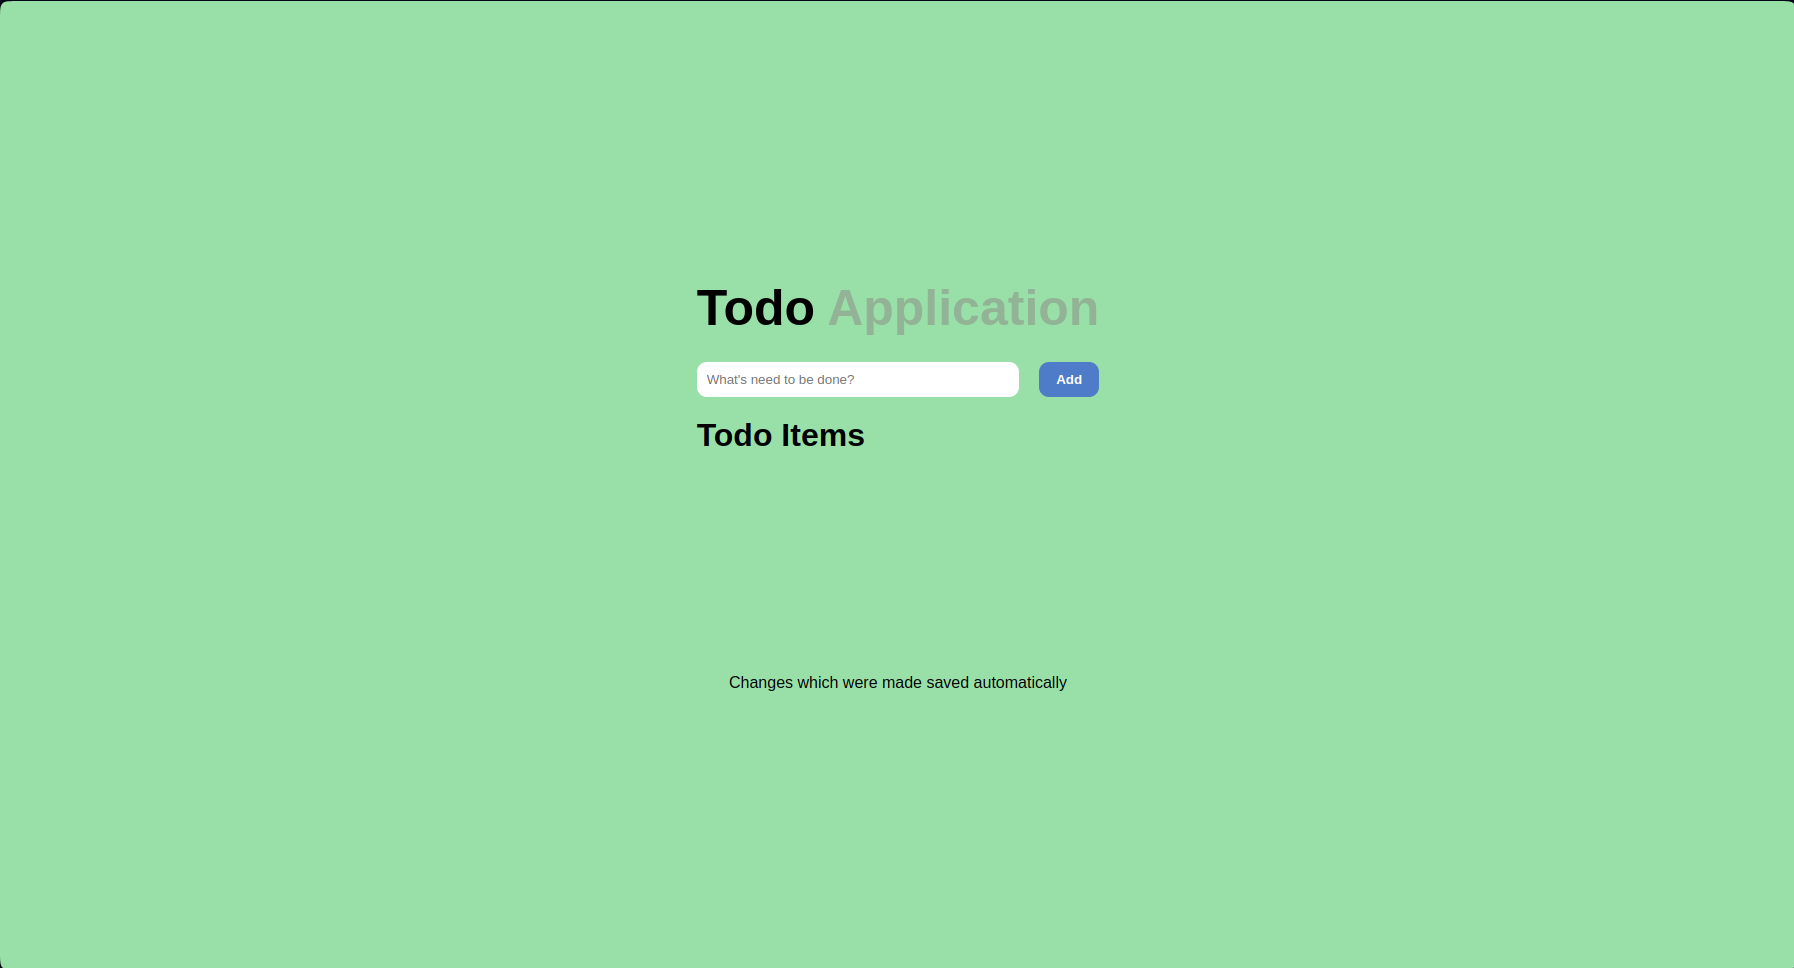 Todo Application
What's need to be done? Add
Todo Items
Changes which were made saved automatically